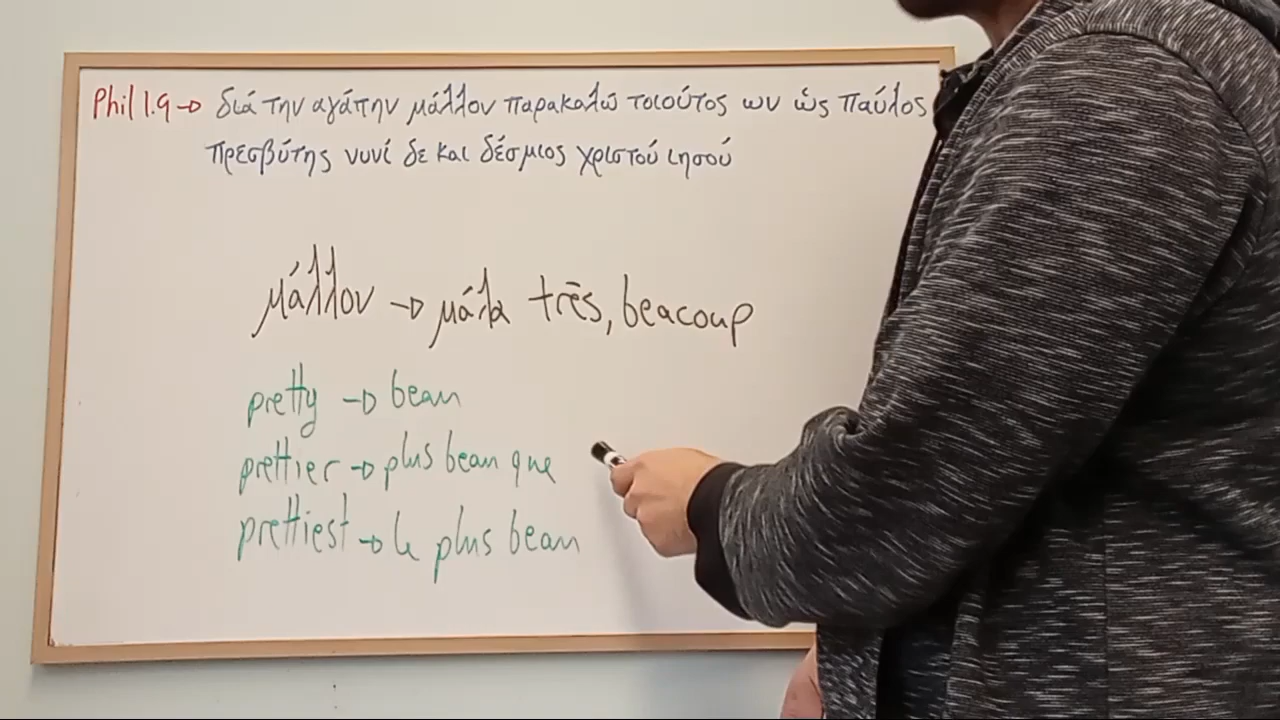 Phil 1.9 → διά την αγάπην μάλλον παρακαλώ τοιούτος ων ὡς Παύλος
πρεσβύτης νυνί δε και δέσμιος χριστού ιησού
μάλλον → μάλα très, beacoup
pretty → beau
prettier → plus beau que
prettiest → le plus beau